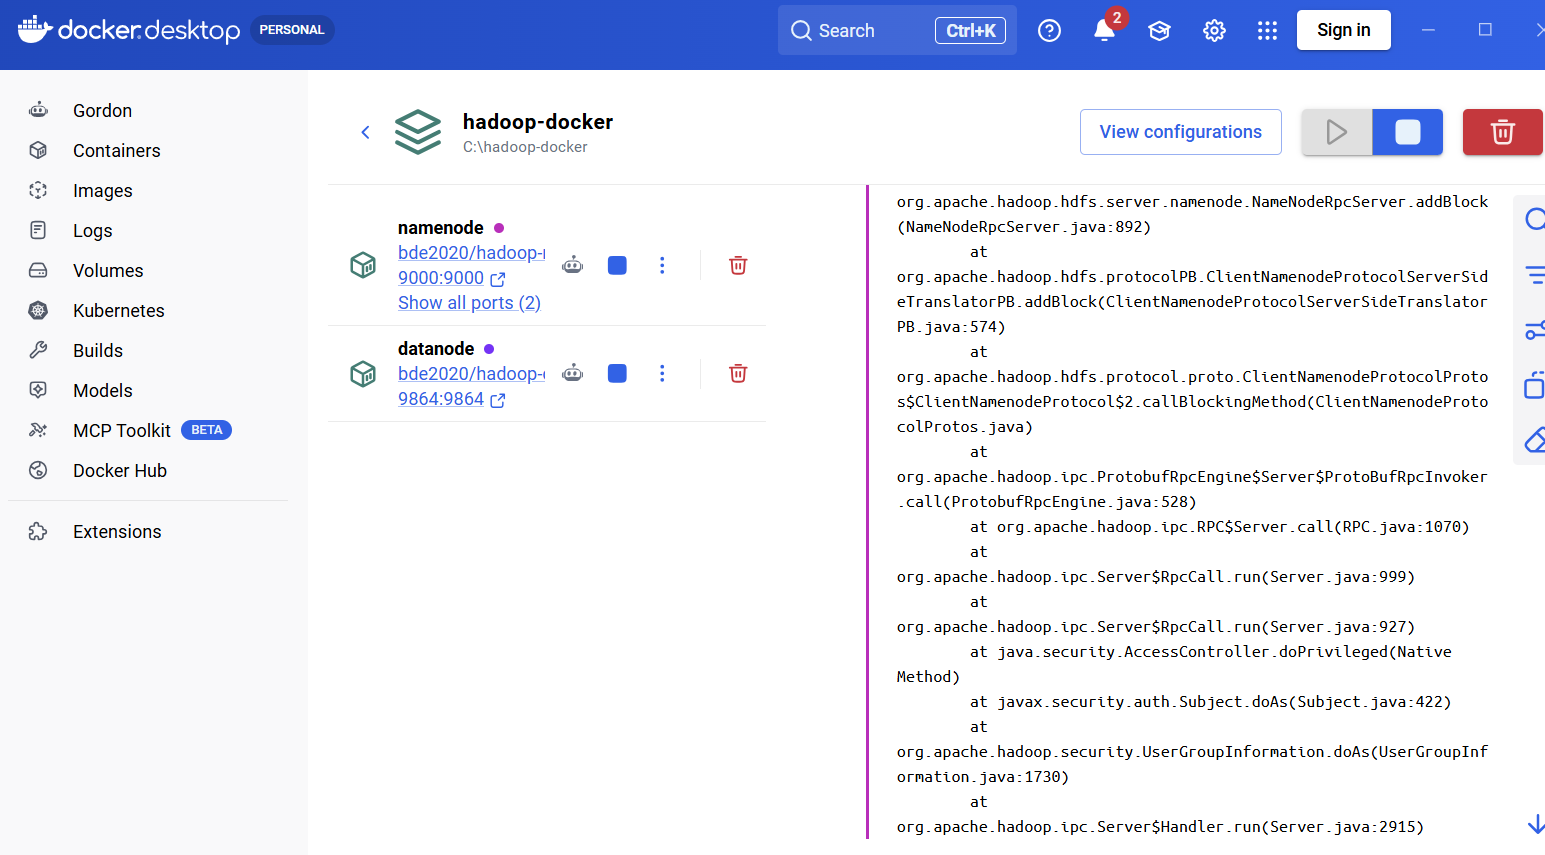 docker.desktop PERSONAL
Search Ctrl+K
2
Sign in
Gordon
Containers
Images
Logs
Volumes
Kubernetes
Builds
Models
MCP Toolkit BETA
Docker Hub
Extensions
hadoop-docker
C:\hadoop-docker
View configurations
namenode
bde2020/hadoop-
9000:9000
Show all ports (2)
datanode
bde2020/hadoop-
9864:9864
org.apache.hadoop.hdfs.server.namenode.NameNodeRpcServer.addBlock
(NameNodeRpcServer.java:892)
at
org.apache.hadoop.hdfs.protocolPB.ClientNamenodeProtocolServerSid
eTranslatorPB.addBlock(ClientNamenodeProtocolServerSideTranslator
PB.java:574)
at
org.apache.hadoop.hdfs.protocol.proto.ClientNamenodeProtocolProto
s$ClientNamenodeProtocol$2.callBlockingMethod(ClientNamenodeProto
colProtos.java)
at
org.apache.hadoop.ipc.ProtobufRpcEngine$Server$ProtoBufRpcInvoker
.call(ProtobufRpcEngine.java:528)
at org.apache.hadoop.ipc.RPC$Server.call(RPC.java:1070)
at
org.apache.hadoop.ipc.Server$RpcCall.run(Server.java:999)
at
org.apache.hadoop.ipc.Server$RpcCall.run(Server.java:927)
at java.security.AccessController.doPrivileged(Native
Method)
at javax.security.auth.Subject.doAs(Subject.java:422)
at
org.apache.hadoop.security.UserGroupInformation.doAs(UserGroupInf
ormation.java:1730)
at
org.apache.hadoop.ipc.Server$Handler.run(Server.java:2915)